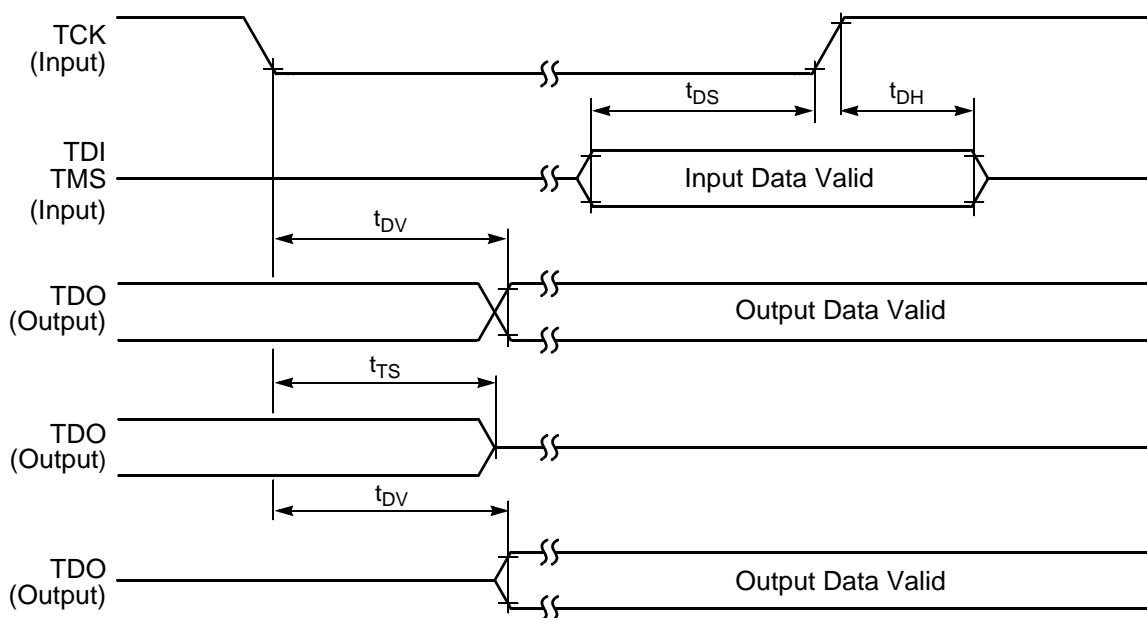 TCK
(Input)
tDS
tDH
TDI
TMS
(Input)
Input Data Valid
tDV
TDO
(Output)
Output Data Valid
tTS
TDO
(Output)
tDV
TDO
(Output)
Output Data Valid